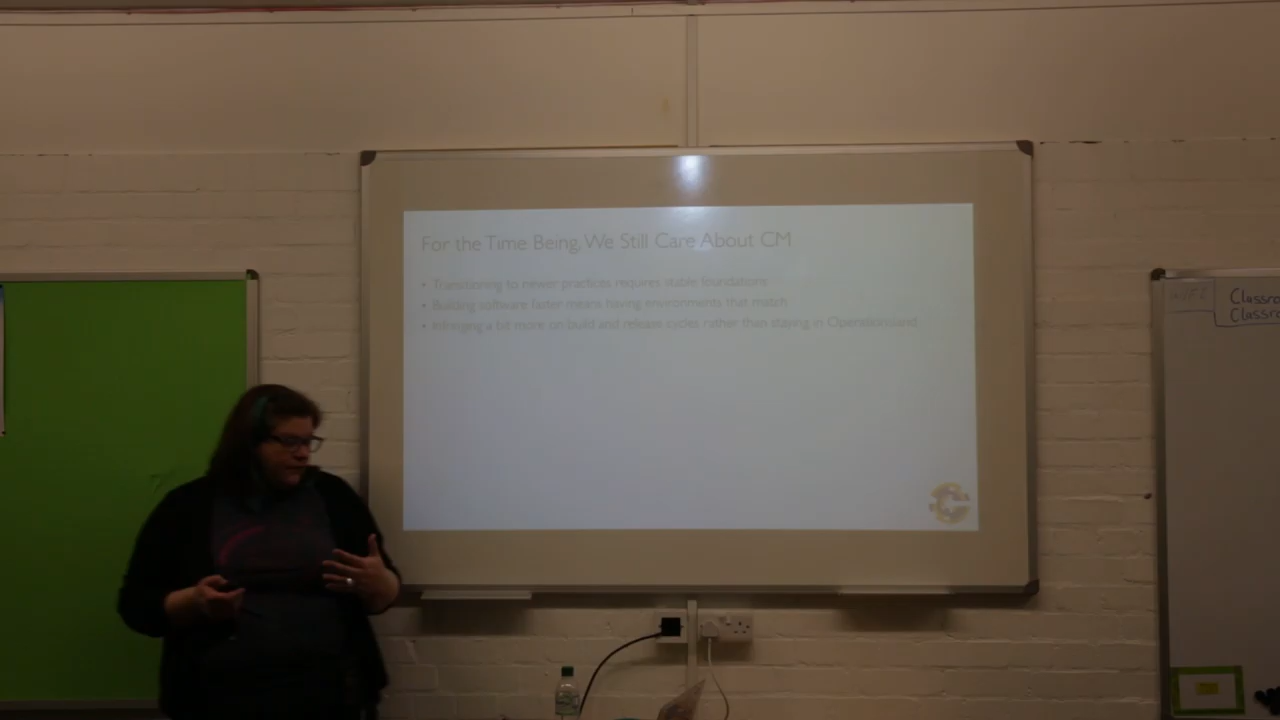 For the Time Being, We Still Care About CM
• Transitioning to newer practices requires stable foundations
• Building software faster means having environments that match
• Infringing a bit more on build and release cycles rather than staying in Operations land
Classro
Classro